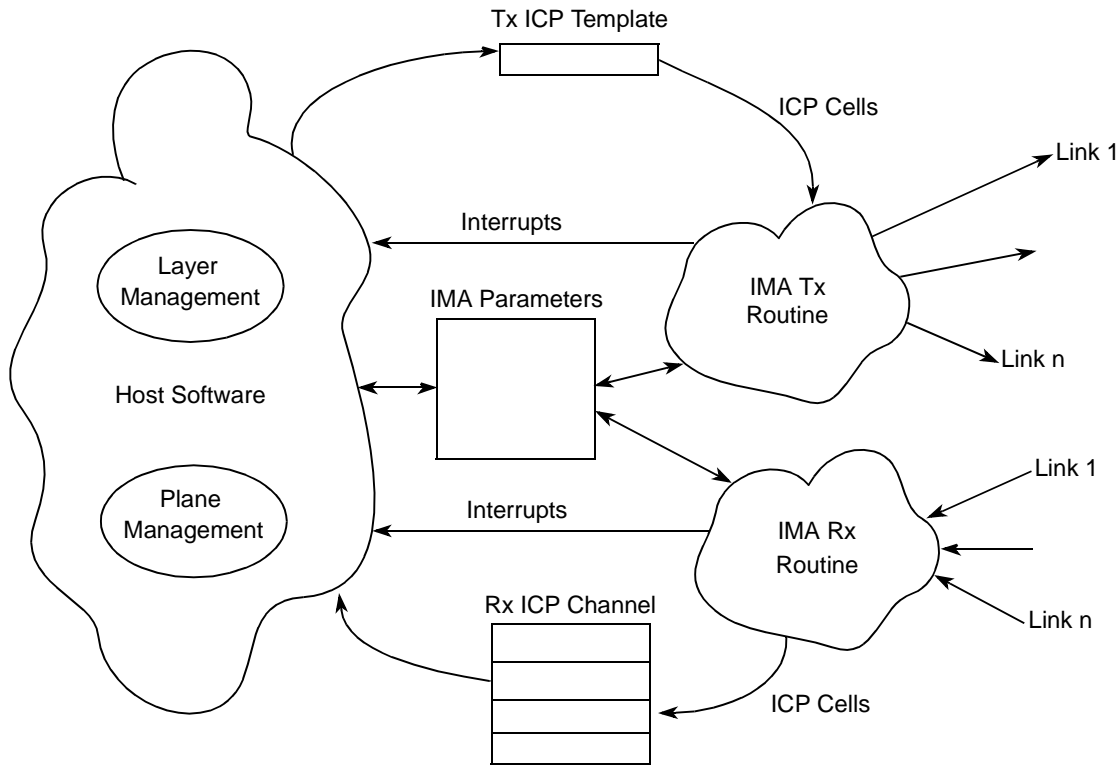 Tx ICP Template
ICP Cells
Link 1
Interrupts
Layer
Management
IMA Parameters
IMA Tx
Routine
Link n
Host Software
Plane
Management
Interrupts
Link 1
IMA Rx
Routine
Rx ICP Channel
Link n
ICP Cells